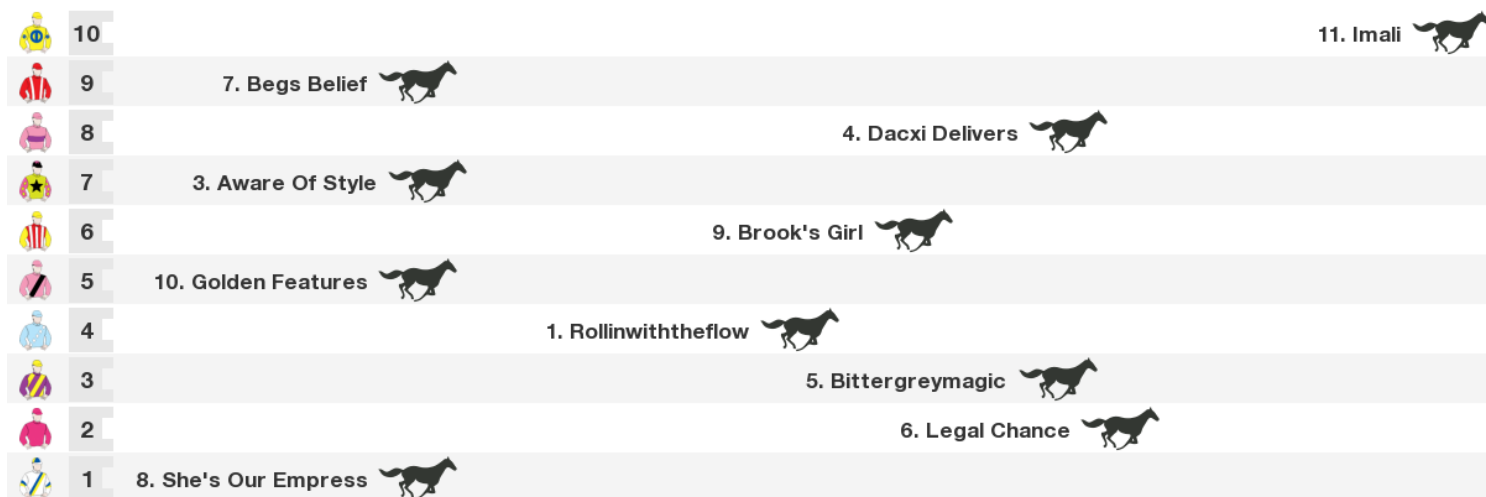 10 11. Imali
9 7. Begs Belief
8 4. Dacxi Delivers
7 3. Aware Of Style
6 9. Brook's Girl
5 10. Golden Features
4 1. Rollinwiththeflow
3 5. Bittergreymagic
2 6. Legal Chance
1 8. She's Our Empress